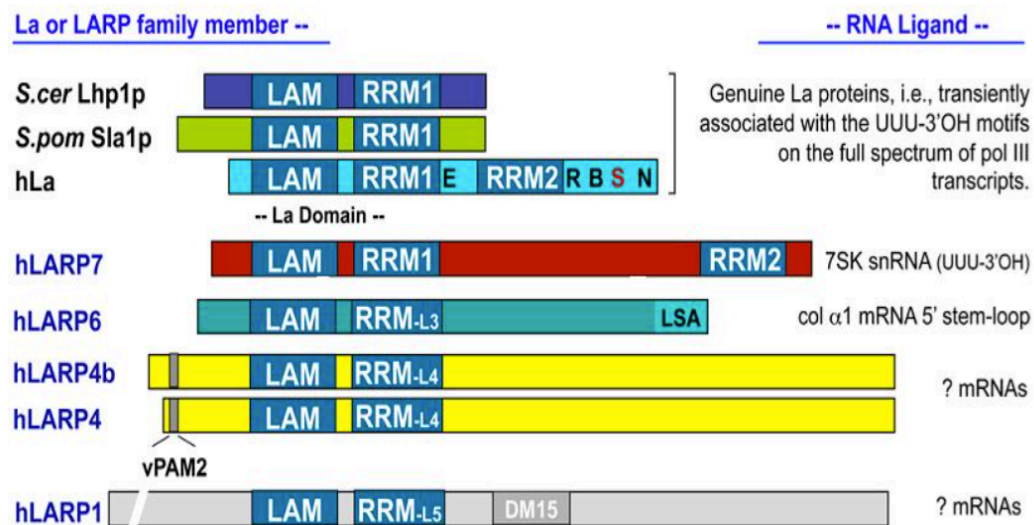 La or LARP family member --
-- RNA Ligand --
S.cer Lhp1p
LAM RRM1
S.pom Sla1p
LAM RRM1
hLa
LAM RRM1 E RRM2 R B S N
Genuine La proteins, i.e., transiently
associated with the UUU-3'OH motifs
on the full spectrum of pol III
transcripts.
-- La Domain --
hLARP7
LAM RRM1 RRM2
7SK snRNA (UUU-3'OH)
hLARP6
LAM RRM-L3 LSA
col α1 mRNA 5' stem-loop
hLARP4b
LAM RRM-L4
hLARP4
LAM RRM-L4
? mRNAs
vPAM2
hLARP1
LAM RRM-L5 DM15
? mRNAs